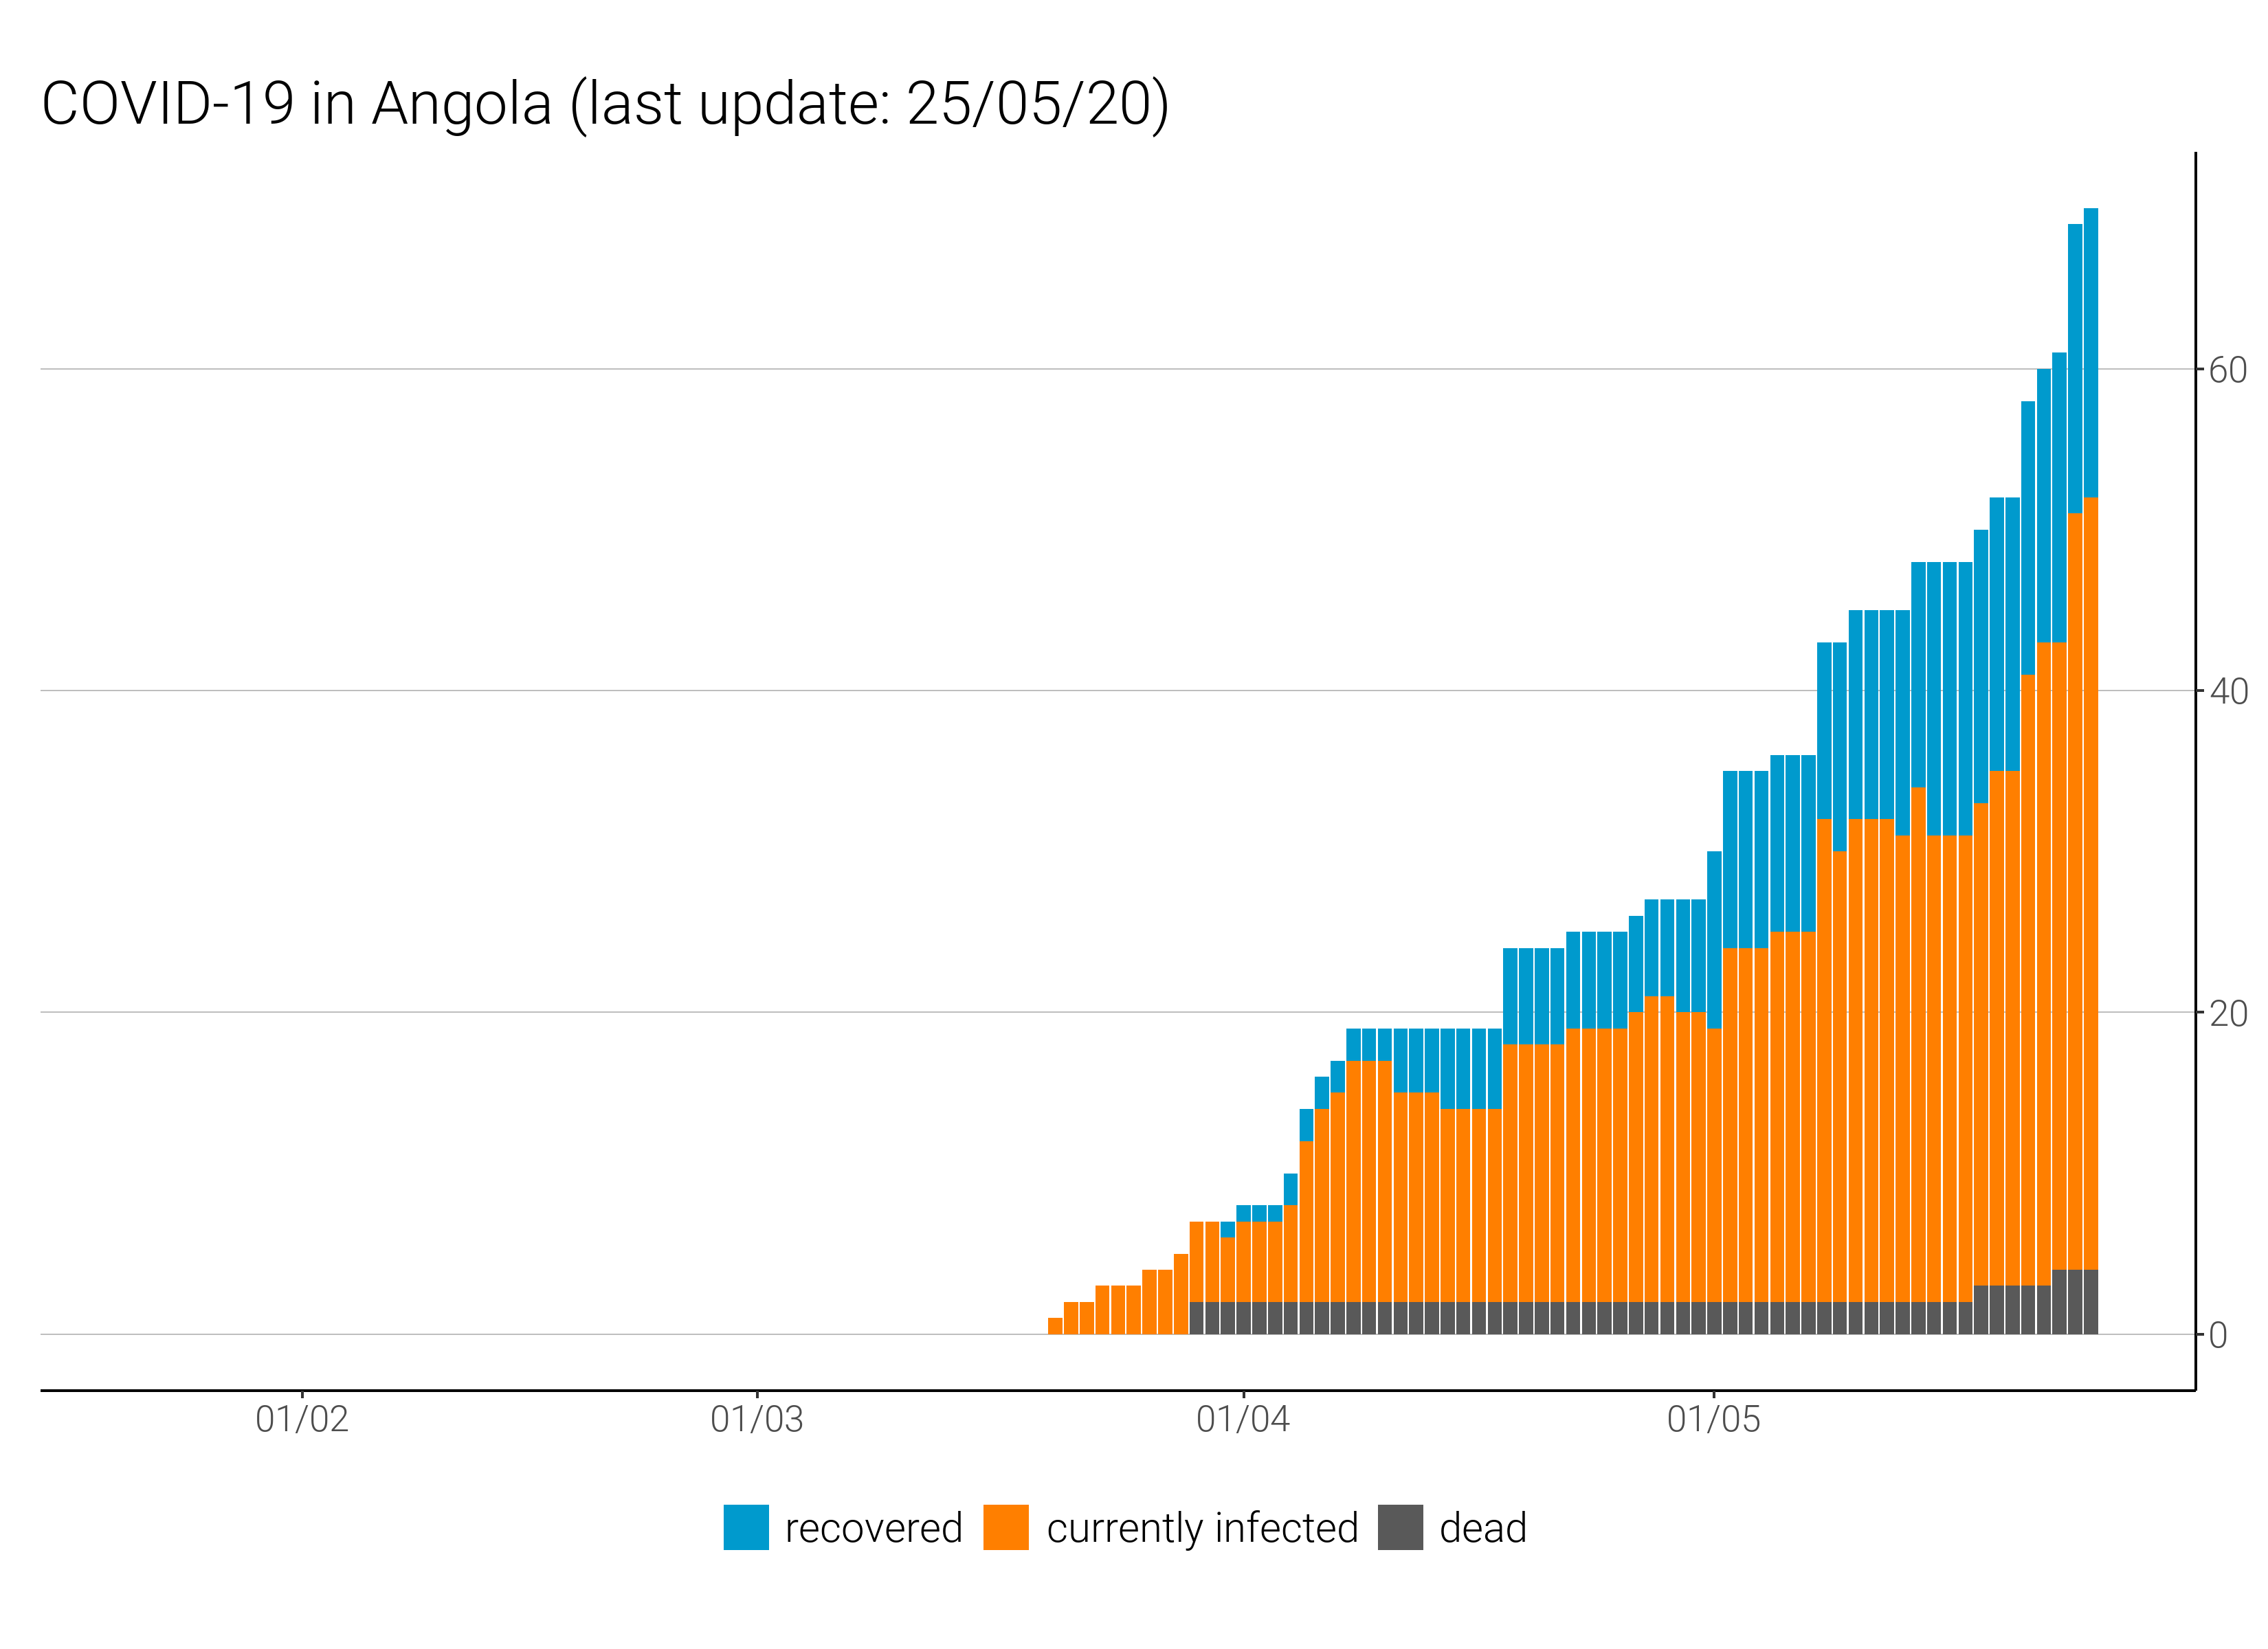 COVID-19 in Angola (last update: 25/05/20)
60
40
20
0
01/02 01/03 01/04 01/05
recovered currently infected dead